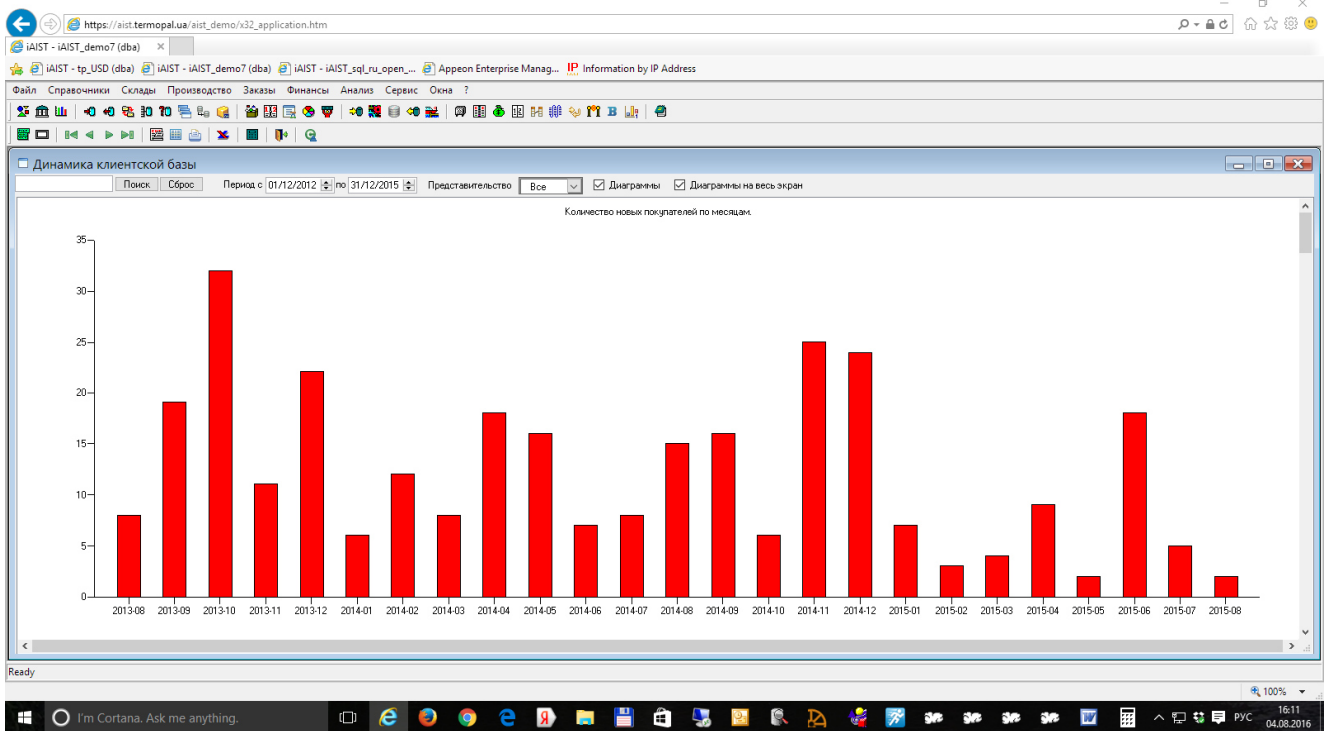 https://aist.termopal.ua/aist_demo/x32_application.htm
iAIST - iAIST_demo7 (dba)
iAIST - tp_USD (dba) iAIST - iAIST_demo7 (dba) iAIST - iAIST_sql_ru_open_... Appeon Enterprise Manag... IP Information by IP Address
Файл Справочники Склады Производство Заказы Финансы Анализ Сервис Окна ?
Динамика клиентской базы
Поиск Сброс Период с 01/12/2012 по 31/12/2015 Представительство Все Диаграммы Диаграммы на весь экран
Количество новых покупателей по месяцам.
35
30
25
20
15
10
5
0
2013-08 2013-09 2013-10 2013-11 2013-12 2014-01 2014-02 2014-03 2014-04 2014-05 2014-06 2014-07 2014-08 2014-09 2014-10 2014-11 2014-12 2015-01 2015-02 2015-03 2015-04 2015-05 2015-06 2015-07 2015-08
Ready
100%
I'm Cortana. Ask me anything. РУС 16:11
04.08.2016